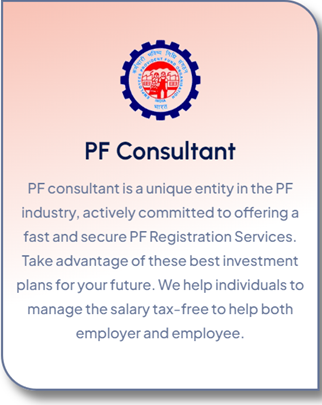 PF Consultant
PF consultant is a unique entity in the PF
industry, actively committed to offering a
fast and secure PF Registration Services.
Take advantage of these best investment
plans for your future. We help individuals to
manage the salary tax-free to help both
employer and employee.